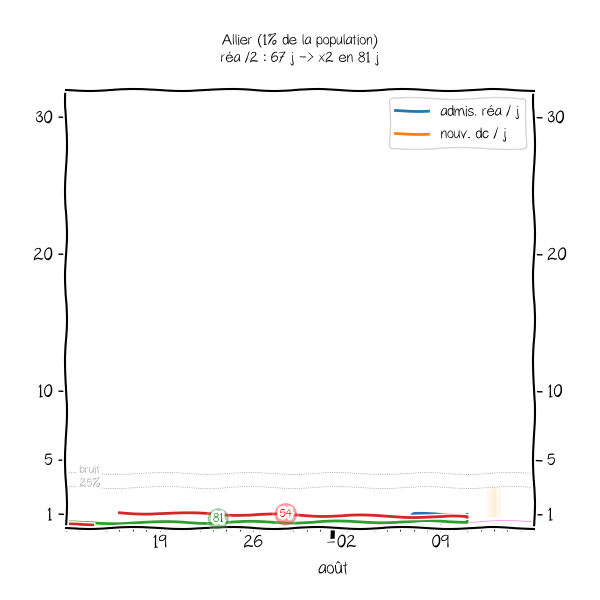 Allier (1% de la population)
réa /2 : 67 j -> x2 en 81 j
admis. réa / j
nouv. dc / j
30
30
20
20
10
10
5
5
bruit
25%
1
1
81
54
19
26
02
09
août